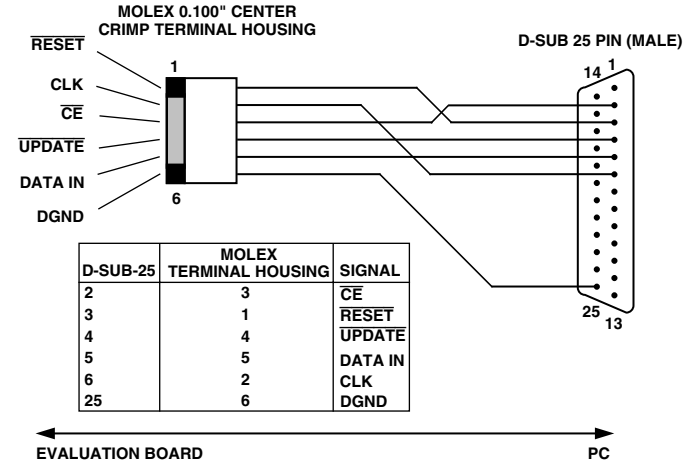 MOLEX 0.100" CENTER
CRIMP TERMINAL HOUSING
D-SUB 25 PIN (MALE)
RESET
CLK
CE
UPDATE
DATA IN
DGND
1
6
14 1
25
13
D-SUB-25 MOLEX TERMINAL HOUSING SIGNAL
2 3 CE
3 1 RESET
4 4 UPDATE
5 5 DATA IN
6 2 CLK
25 6 DGND
EVALUATION BOARD PC